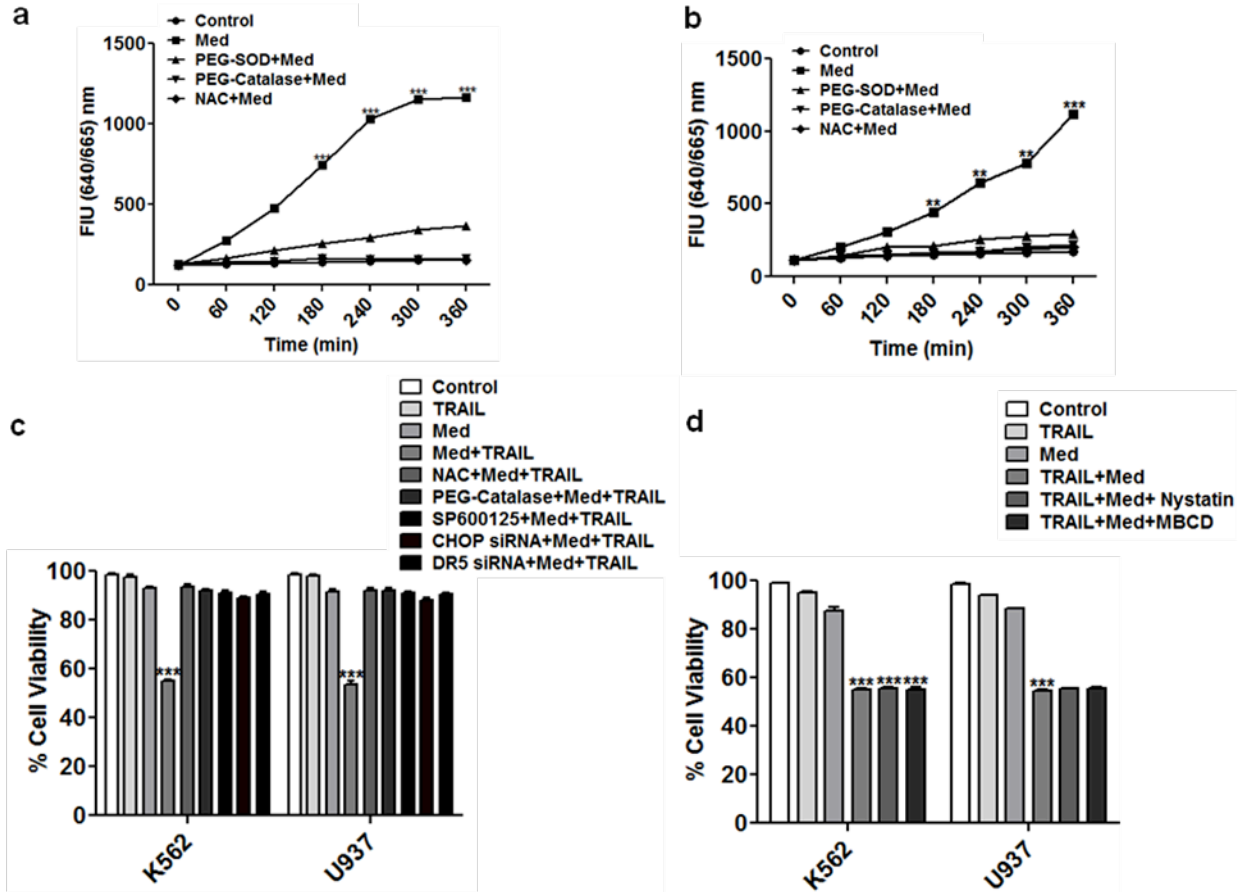 a
Control
Med
PEG-SOD+Med
PEG-Catalase+Med
NAC+Med
FIU (640/665) nm
1500
1000
500
0
***
***
***
***
0
60
120
180
240
300
360
Time (min)
b
Control
Med
PEG-SOD+Med
PEG-Catalase+Med
NAC+Med
FIU (640/665) nm
1500
1000
500
0
**
**
**
***
0
60
120
180
240
300
360
Time (min)
c
Control
TRAIL
Med
Med+TRAIL
NAC+Med+TRAIL
PEG-Catalase+Med+TRAIL
SP600125+Med+TRAIL
CHOP siRNA+Med+TRAIL
DR5 siRNA+Med+TRAIL
% Cell Viability
100
80
60
40
20
0
***
***
K562
U937
d
Control
TRAIL
Med
TRAIL+Med
TRAIL+Med+ Nystatin
TRAIL+Med+MBCD
% Cell Viability
100
80
60
40
20
0
*** *** ***
***
K562
U937